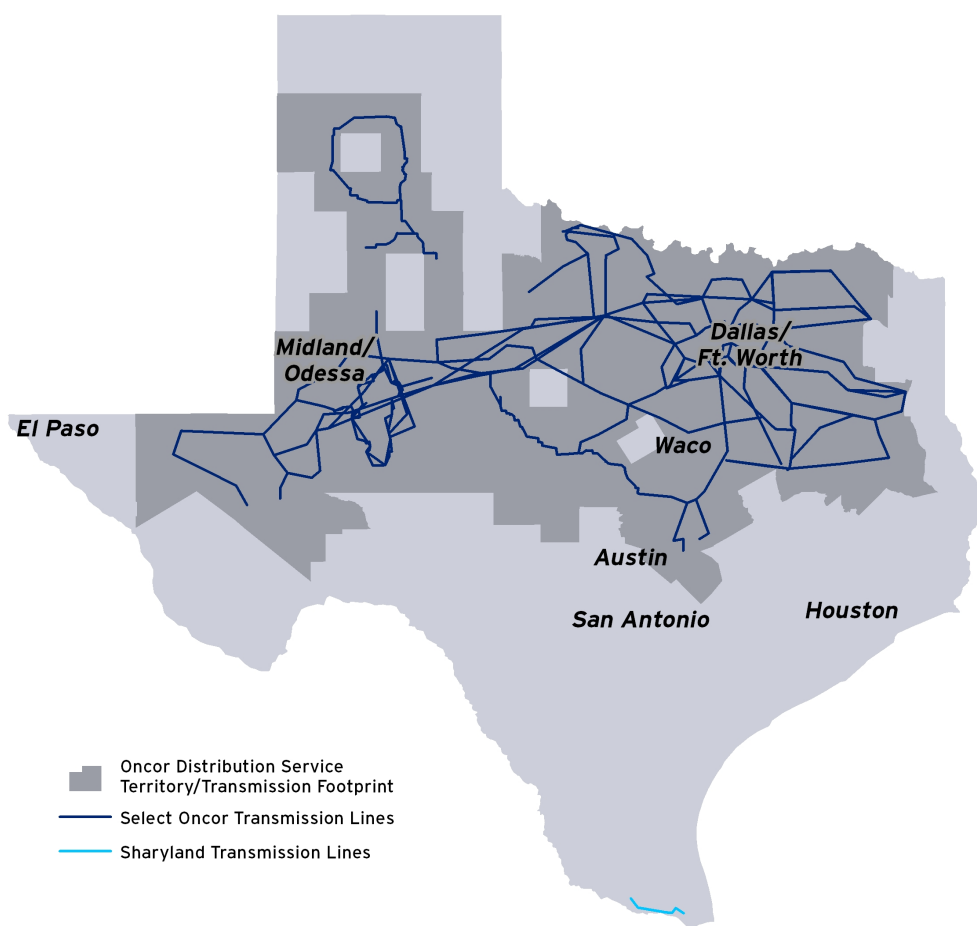 Dallas/
Ft. Worth
Midland/
Odessa
El Paso
Waco
Austin
San Antonio
Houston
Oncor Distribution Service
Territory/Transmission Footprint
Select Oncor Transmission Lines
Sharyland Transmission Lines